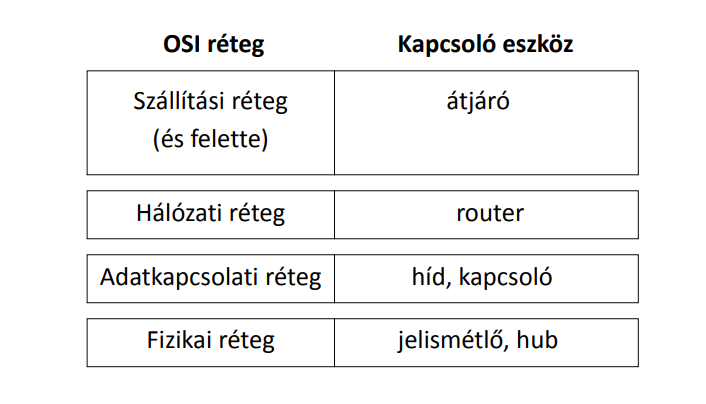 OSI réteg Kapcsoló eszköz
Szállítási réteg átjáró
(és felette)
Hálózati réteg router
Adatkapcsolati réteg híd, kapcsoló
Fizikai réteg jelismétlő, hub